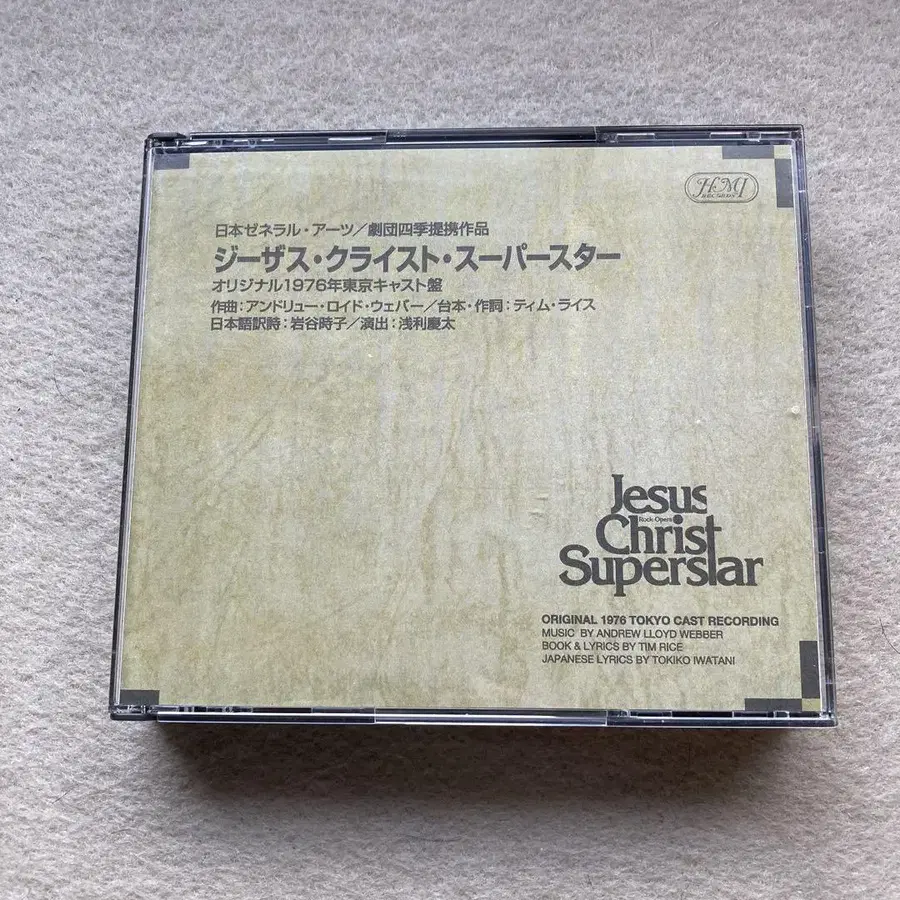 HMI
RECORDS
日本ゼネラル・アーツ／劇団四季提携作品
ジーザス・クライスト・スーパースター
オリジナル1976年東京キャスト盤
作曲：アンドリュー・ロイド・ウェバー／台本・作詞：ティム・ライス
日本語訳詩：岩谷時子／演出：浅利慶太
Jesus
Rock Opera
Christ
Superstar
ORIGINAL 1976 TOKYO CAST RECORDING
MUSIC BY ANDREW LLOYD WEBBER
BOOK & LYRICS BY TIM RICE
JAPANESE LYRICS BY TOKIKO IWATANI